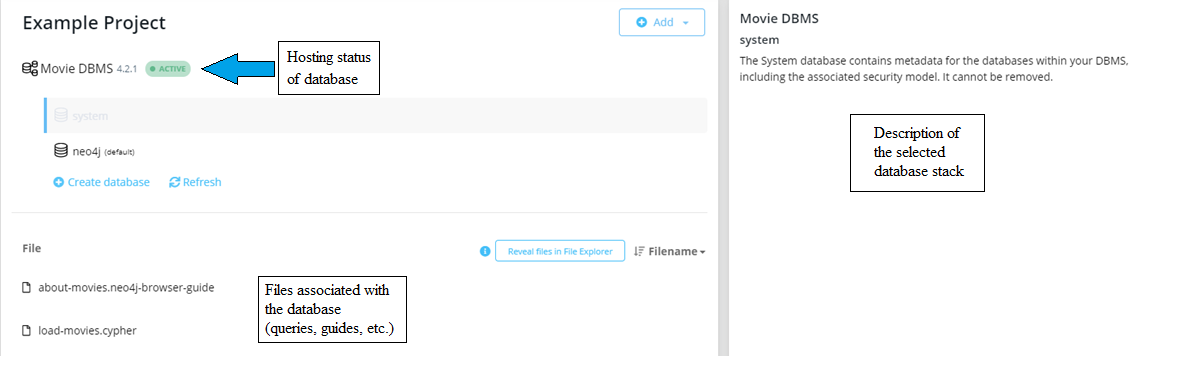 Example Project
Add
Movie DBMS 4.2.1 ACTIVE
Hosting status
of database
system
neo4j (default)
Create database Refresh
File
Reveal files in File Explorer Filename
about-movies.neo4j-browser-guide
load-movies.cypher
Files associated with
the database
(queries, guides, etc.)
Movie DBMS
system
The System database contains metadata for the databases within your DBMS,
including the associated security model. It cannot be removed.
Description of
the selected
database stack